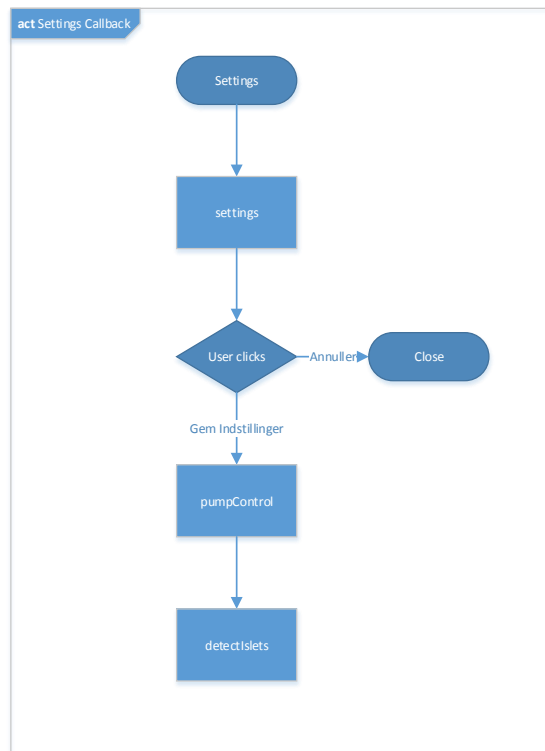 act Settings Callback
Settings
settings
User clicks
Annuller
Close
Gem Indstillinger
pumpControl
detectIslets